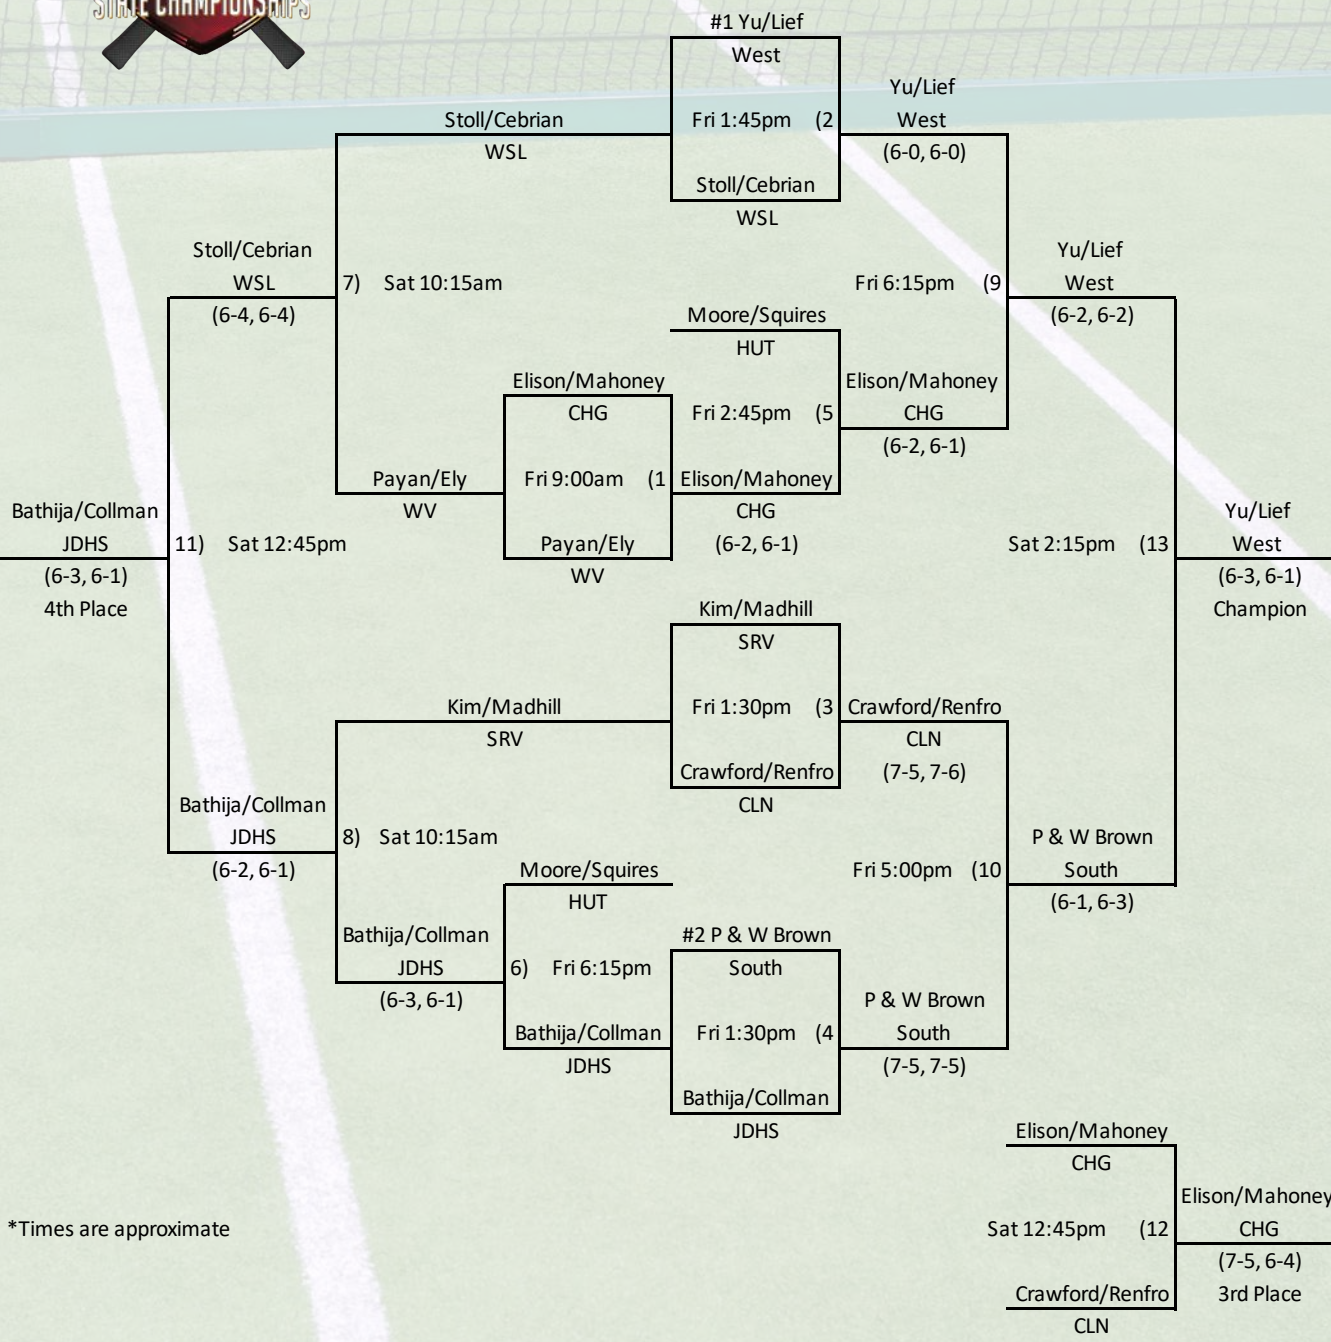 STATE CHAMPIONSHIPS
#1 Yu/Lief
West
Fri 1:45pm (2
Stoll/Cebrian
WSL
Yu/Lief
West
(6-0, 6-0)
Stoll/Cebrian
WSL
Stoll/Cebrian
WSL
(6-4, 6-4)
7) Sat 10:15am
Fri 6:15pm (9
Yu/Lief
West
(6-2, 6-2)
Moore/Squires
HUT
Fri 2:45pm (5
Elison/Mahoney
CHG
(6-2, 6-1)
Elison/Mahoney
CHG
(6-2, 6-1)
Elison/Mahoney
CHG
Fri 9:00am (1
Payan/Ely
WV
Payan/Ely
WV
Bathija/Collman
JDHS
(6-3, 6-1)
4th Place
11) Sat 12:45pm
Sat 2:15pm (13
Yu/Lief
West
(6-3, 6-1)
Champion
Kim/Madhill
SRV
Fri 1:30pm (3
Crawford/Renfro
CLN
Kim/Madhill
SRV
Crawford/Renfro
CLN
(7-5, 7-6)
Bathija/Collman
JDHS
(6-2, 6-1)
8) Sat 10:15am
Fri 5:00pm (10
P & W Brown
South
(6-1, 6-3)
Moore/Squires
HUT
6) Fri 6:15pm
Bathija/Collman
JDHS
Bathija/Collman
JDHS
(6-3, 6-1)
#2 P & W Brown
South
Fri 1:30pm (4
Bathija/Collman
JDHS
P & W Brown
South
(7-5, 7-5)
Elison/Mahoney
CHG
Sat 12:45pm (12
Crawford/Renfro
CLN
Elison/Mahoney
CHG
(7-5, 6-4)
3rd Place
*Times are approximate